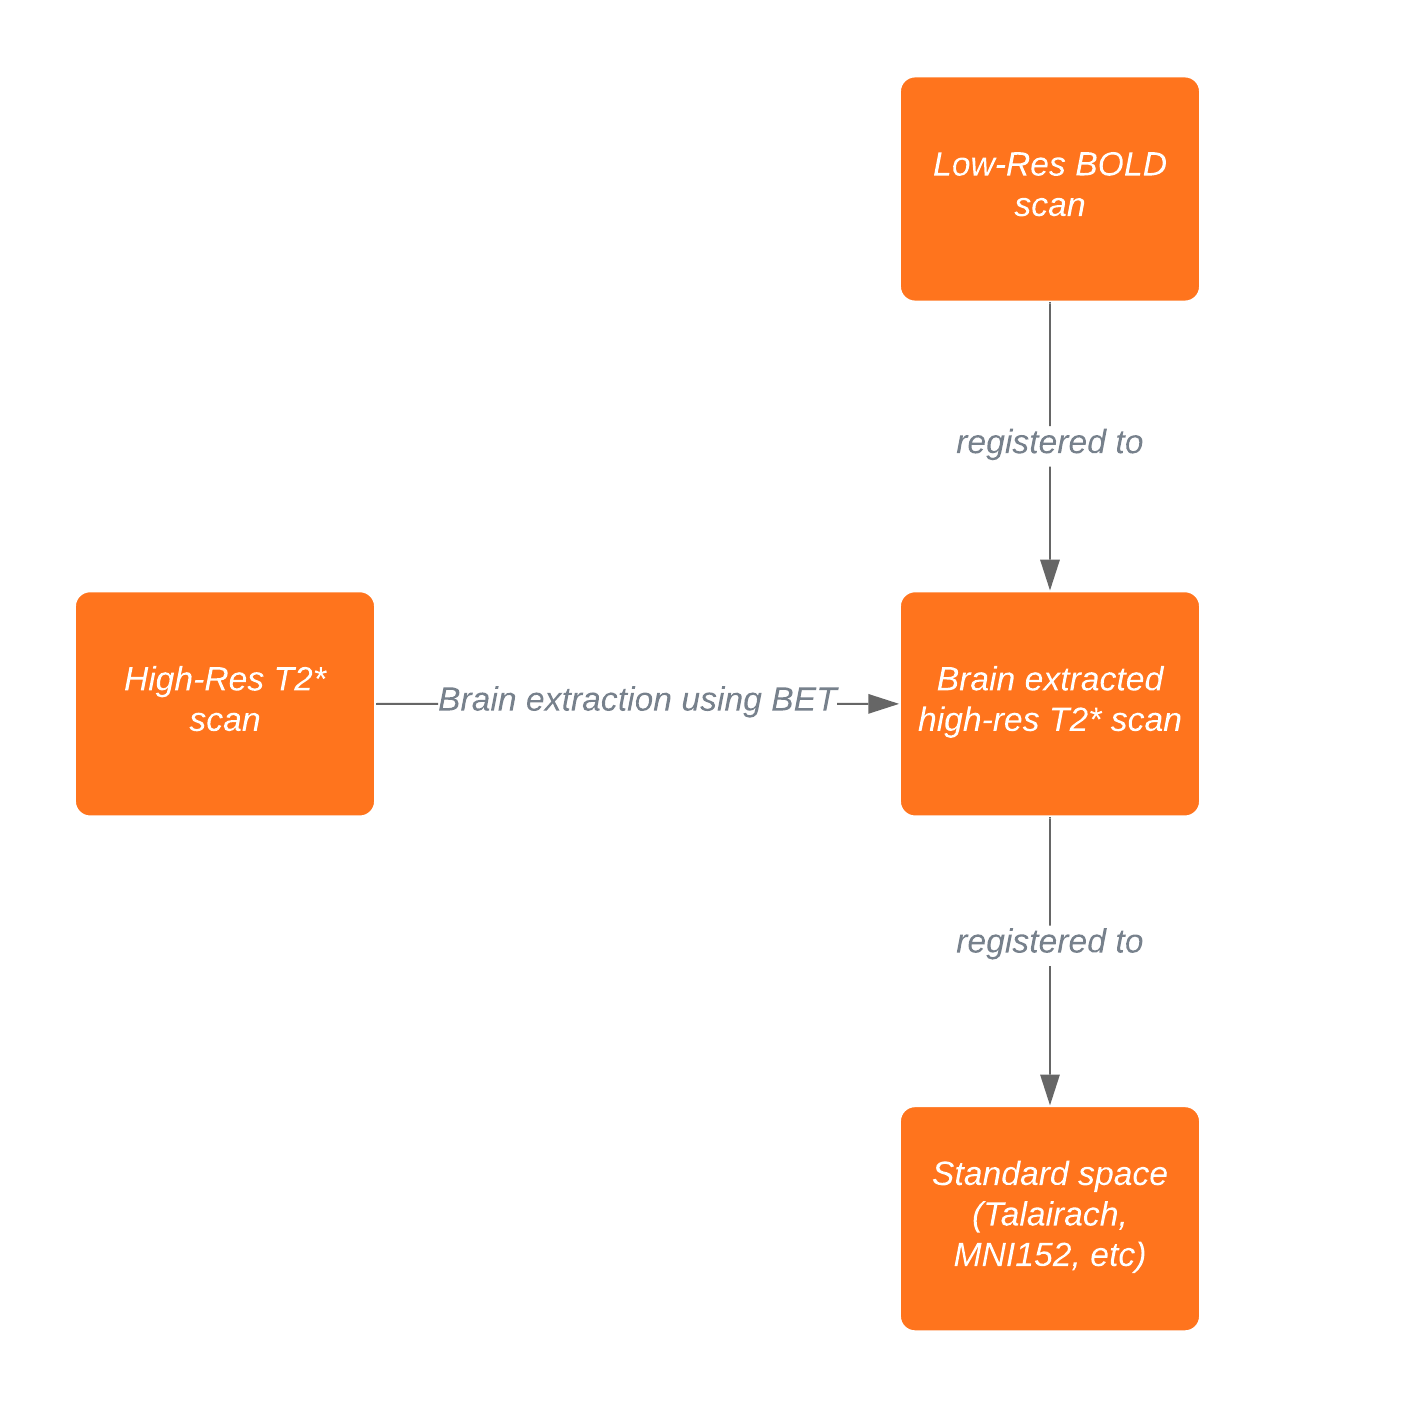 Low-Res BOLD
scan
registered to
High-Res T2*
scan
Brain extraction using BET
Brain extracted
high-res T2* scan
registered to
Standard space
(Talairach,
MNI152, etc)